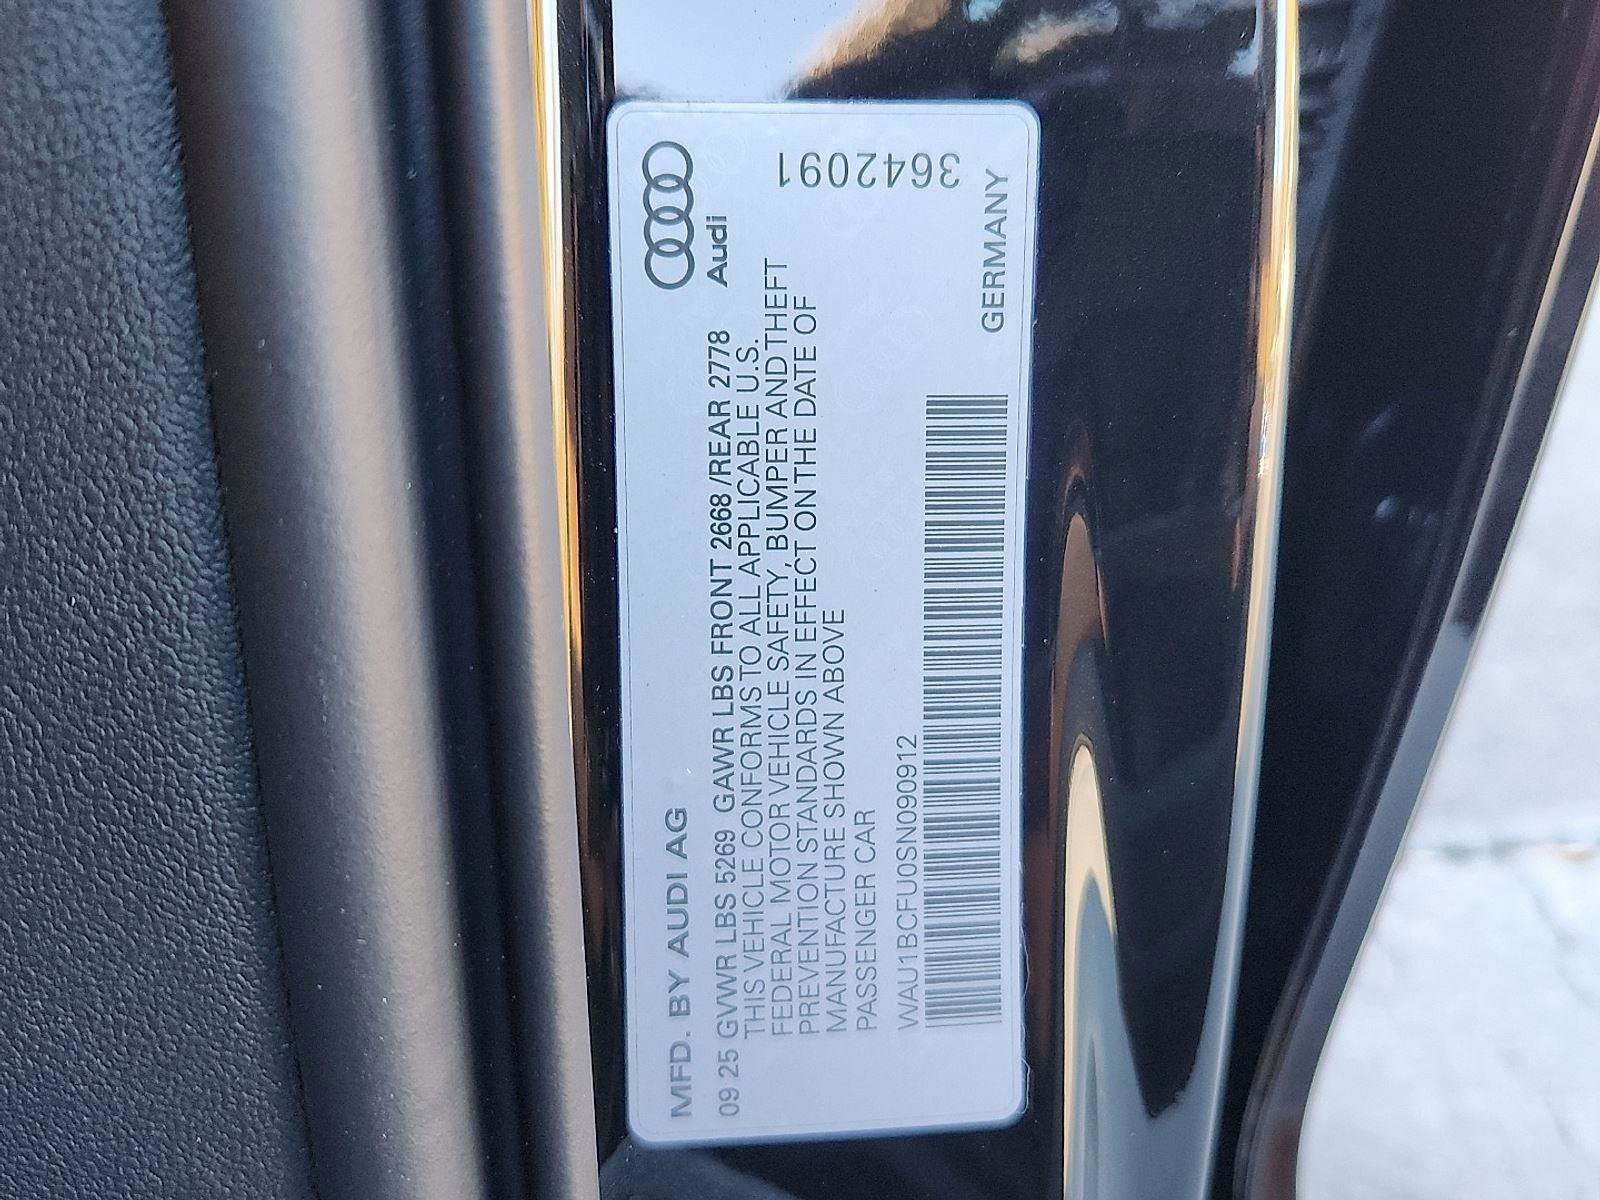 MFD. BY AUDI AG
Audi
09 25 GVWR LBS 5269 GAWR LBS FRONT 2668 /REAR 2778
THIS VEHICLE CONFORMS TO ALL APPLICABLE U.S.
FEDERAL MOTOR VEHICLE SAFETY, BUMPER AND THEFT
PREVENTION STANDARDS IN EFFECT ON THE DATE OF
MANUFACTURE SHOWN ABOVE
PASSENGER CAR
3642091
WAU1BCFU0SN090912
GERMANY